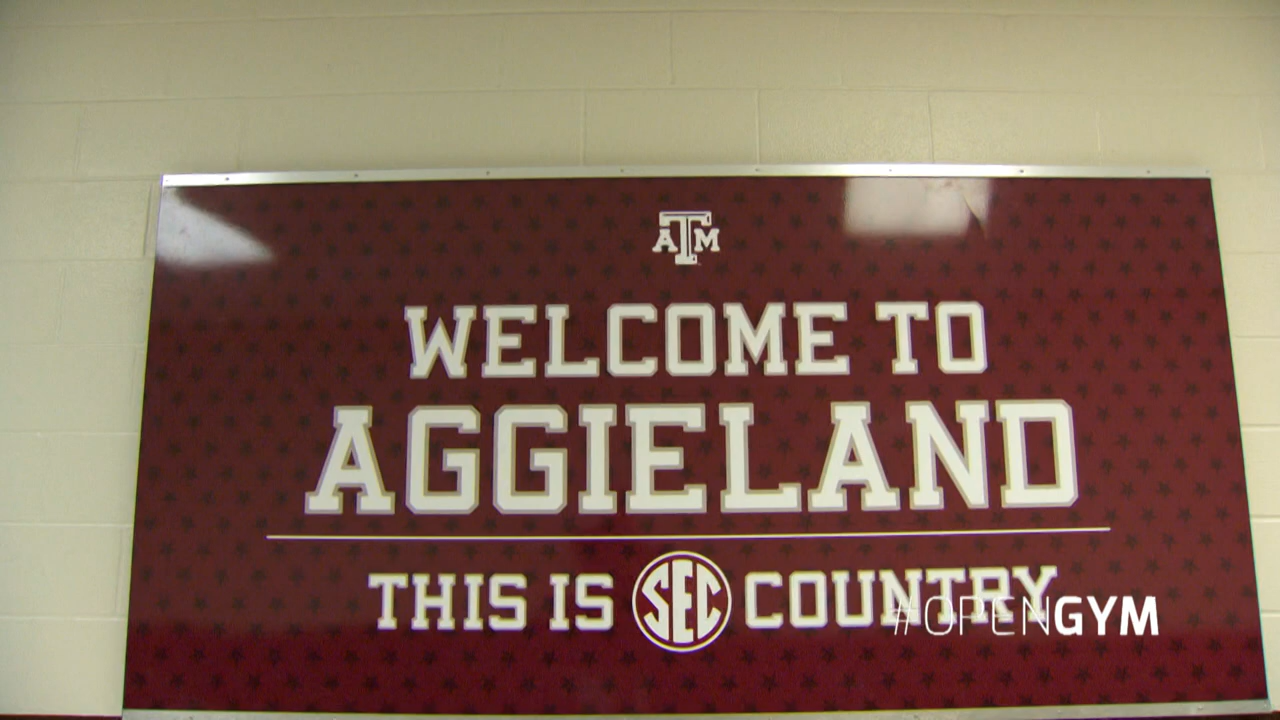 ATM
WELCOME TO
AGGIELAND
THIS IS SEC COUNTRY
#OPENGYM